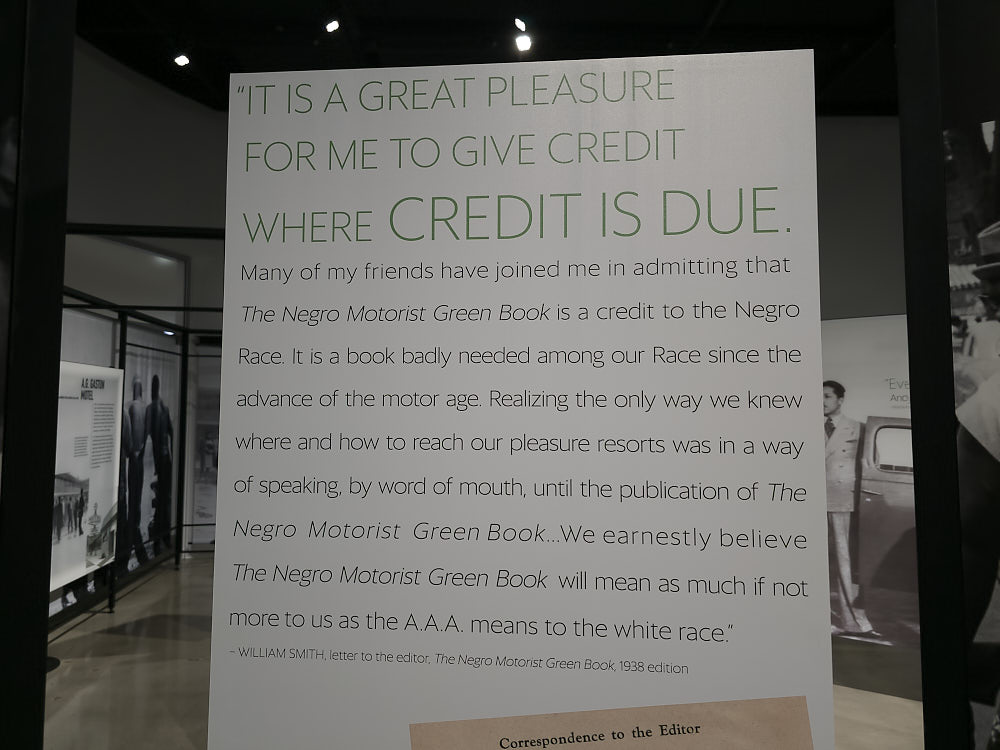 “IT IS A GREAT PLEASURE
FOR ME TO GIVE CREDIT
WHERE CREDIT IS DUE.
Many of my friends have joined me in admitting that
The Negro Motorist Green Book is a credit to the Negro
Race. It is a book badly needed among our Race since the
advance of the motor age. Realizing the only way we knew
where and how to reach our pleasure resorts was in a way
of speaking, by word of mouth, until the publication of The
Negro Motorist Green Book...We earnestly believe
The Negro Motorist Green Book will mean as much if not
more to us as the A.A.A. means to the white race.”
– WILLIAM SMITH, letter to the editor, The Negro Motorist Green Book, 1938 edition
Correspondence to the Editor
A.G. GASTON
MOTEL
“Eve
And